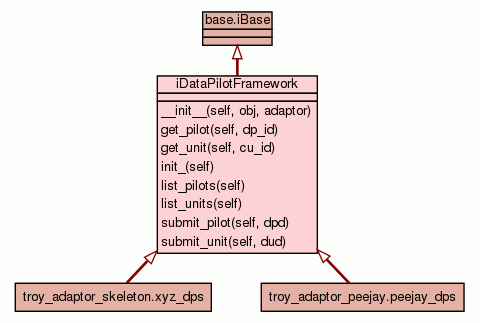 base.iBase
iDataPilotFramework
__init__(self, obj, adaptor)
get_pilot(self, dp_id)
get_unit(self, cu_id)
init_(self)
list_pilots(self)
list_units(self)
submit_pilot(self, dpd)
submit_unit(self, dud)
troy_adaptor_skeleton.xyz_dps
troy_adaptor_peejay.peejay_dps